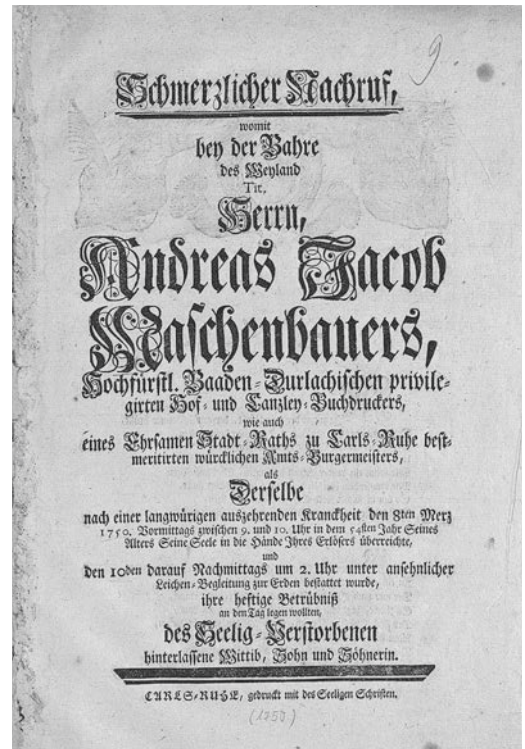 9
Schmerzlicher Nachruf,
womit
bey der Bahre
des Weyland
Tit.
Herrn,
Andreas Jacob
Maschenbauers,
Hochfürstl. Baaden-Durlachischen privile-
girten Hof- und Canzley-Buchdruckers,
wie auch
eines Ehrsamen Stadt-Raths zu Carls-Ruhe best-
meritirten würcklichen Amts-Burgermeisters,
als
Derselbe
nach einer langwürigen auszehrenden Kranckheit den 8ten Merz
1750. Vormittags zwischen 9. und 10. Uhr in dem 54sten Jahr Seines
Alters Seine Seele in die Hände Jhres Erlösers überreichte,
und
den 10den darauf Nachmittags um 2. Uhr unter ansehnlicher
Leichen-Begleitung zur Erden bestattet wurde,
ihre heftige Betrübniß
an den Tag legen wollten,
des Seelig-Verstorbenen
hinterlassene Wittib, Sohn und Söhnerin.
CARLS-RUHE, gedruckt mit des Seeligen Schriften.
(1750)